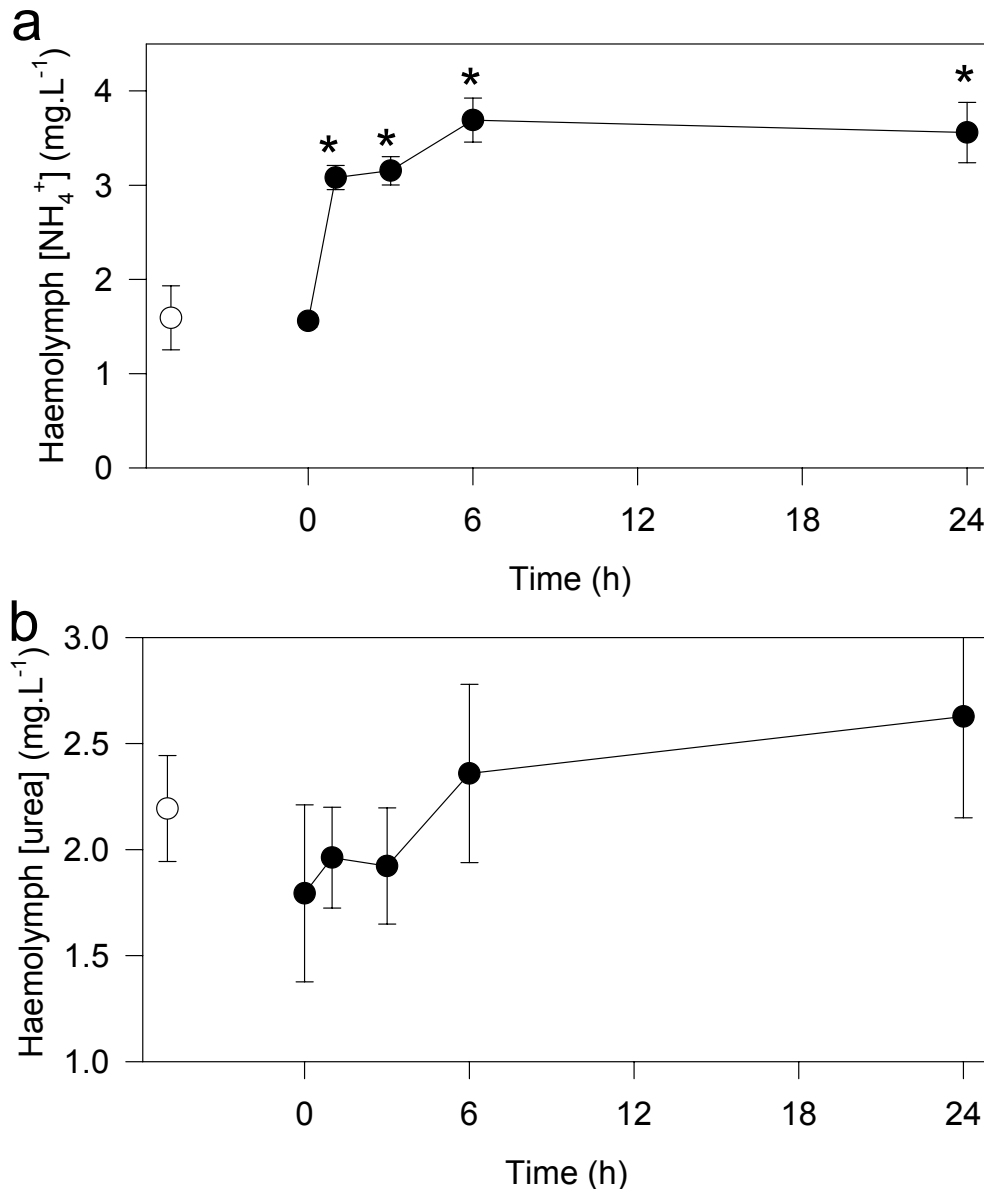 a
Haemolymph [NH₄⁺] (mg.L⁻¹)
4
3
2
1
0
* * * *
0 6 12 18 24
Time (h)
b
Haemolymph [urea] (mg.L⁻¹)
3.0
2.5
2.0
1.5
1.0
0 6 12 18 24
Time (h)